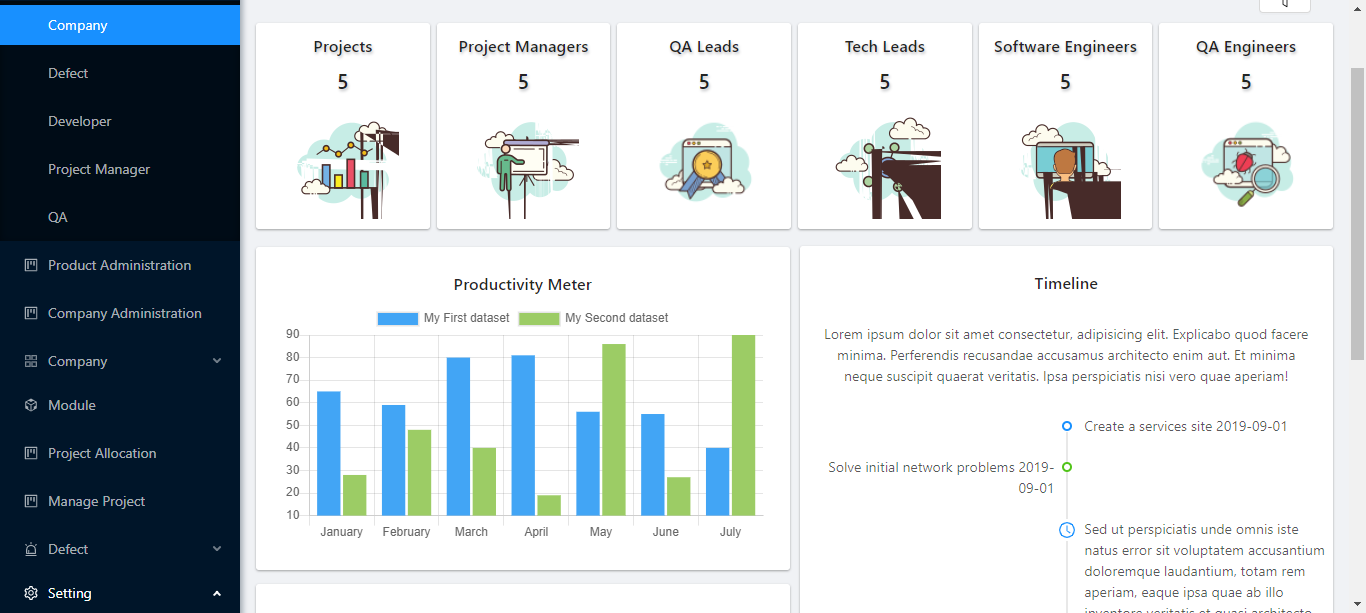 Company
Defect
Developer
Project Manager
QA
Product Administration
Company Administration
Company
Module
Project Allocation
Manage Project
Defect
Setting
Projects
5
Project Managers
5
QA Leads
5
Tech Leads
5
Software Engineers
5
QA Engineers
5
Productivity Meter
My First dataset
My Second dataset
90
80
70
60
50
40
30
20
10
January
February
March
April
May
June
July
Timeline
Lorem ipsum dolor sit amet consectetur, adipisicing elit. Explicabo quod facere
minima. Perferendis recusandae accusamus architecto enim aut. Et minima
neque suscipit quaerat veritatis. Ipsa perspiciatis nisi vero quae aperiam!
Create a services site 2019-09-01
Solve initial network problems 2019-
09-01
Sed ut perspiciatis unde omnis iste
natus error sit voluptatem accusantium
doloremque laudantium, totam rem
aperiam, eaque ipsa quae ab illo
inventore veritatis et quasi architecto